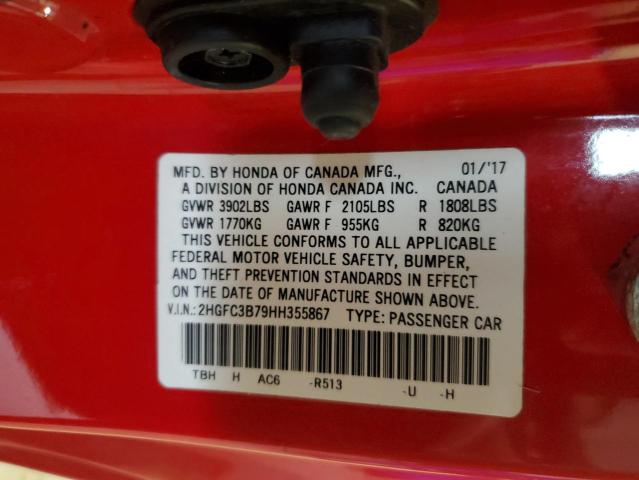 MFD. BY HONDA OF CANADA MFG., 01/'17
A DIVISION OF HONDA CANADA INC. CANADA
GVWR 3902LBS GAWR F 2105LBS R 1808LBS
GVWR 1770KG GAWR F 955KG R 820KG
THIS VEHICLE CONFORMS TO ALL APPLICABLE
FEDERAL MOTOR VEHICLE SAFETY, BUMPER,
AND THEFT PREVENTION STANDARDS IN EFFECT
ON THE DATE OF MANUFACTURE SHOWN ABOVE.
V.I.N.: 2HGFC3B79HH355867 TYPE: PASSENGER CAR
TBH H AC6 -R513 -U -H